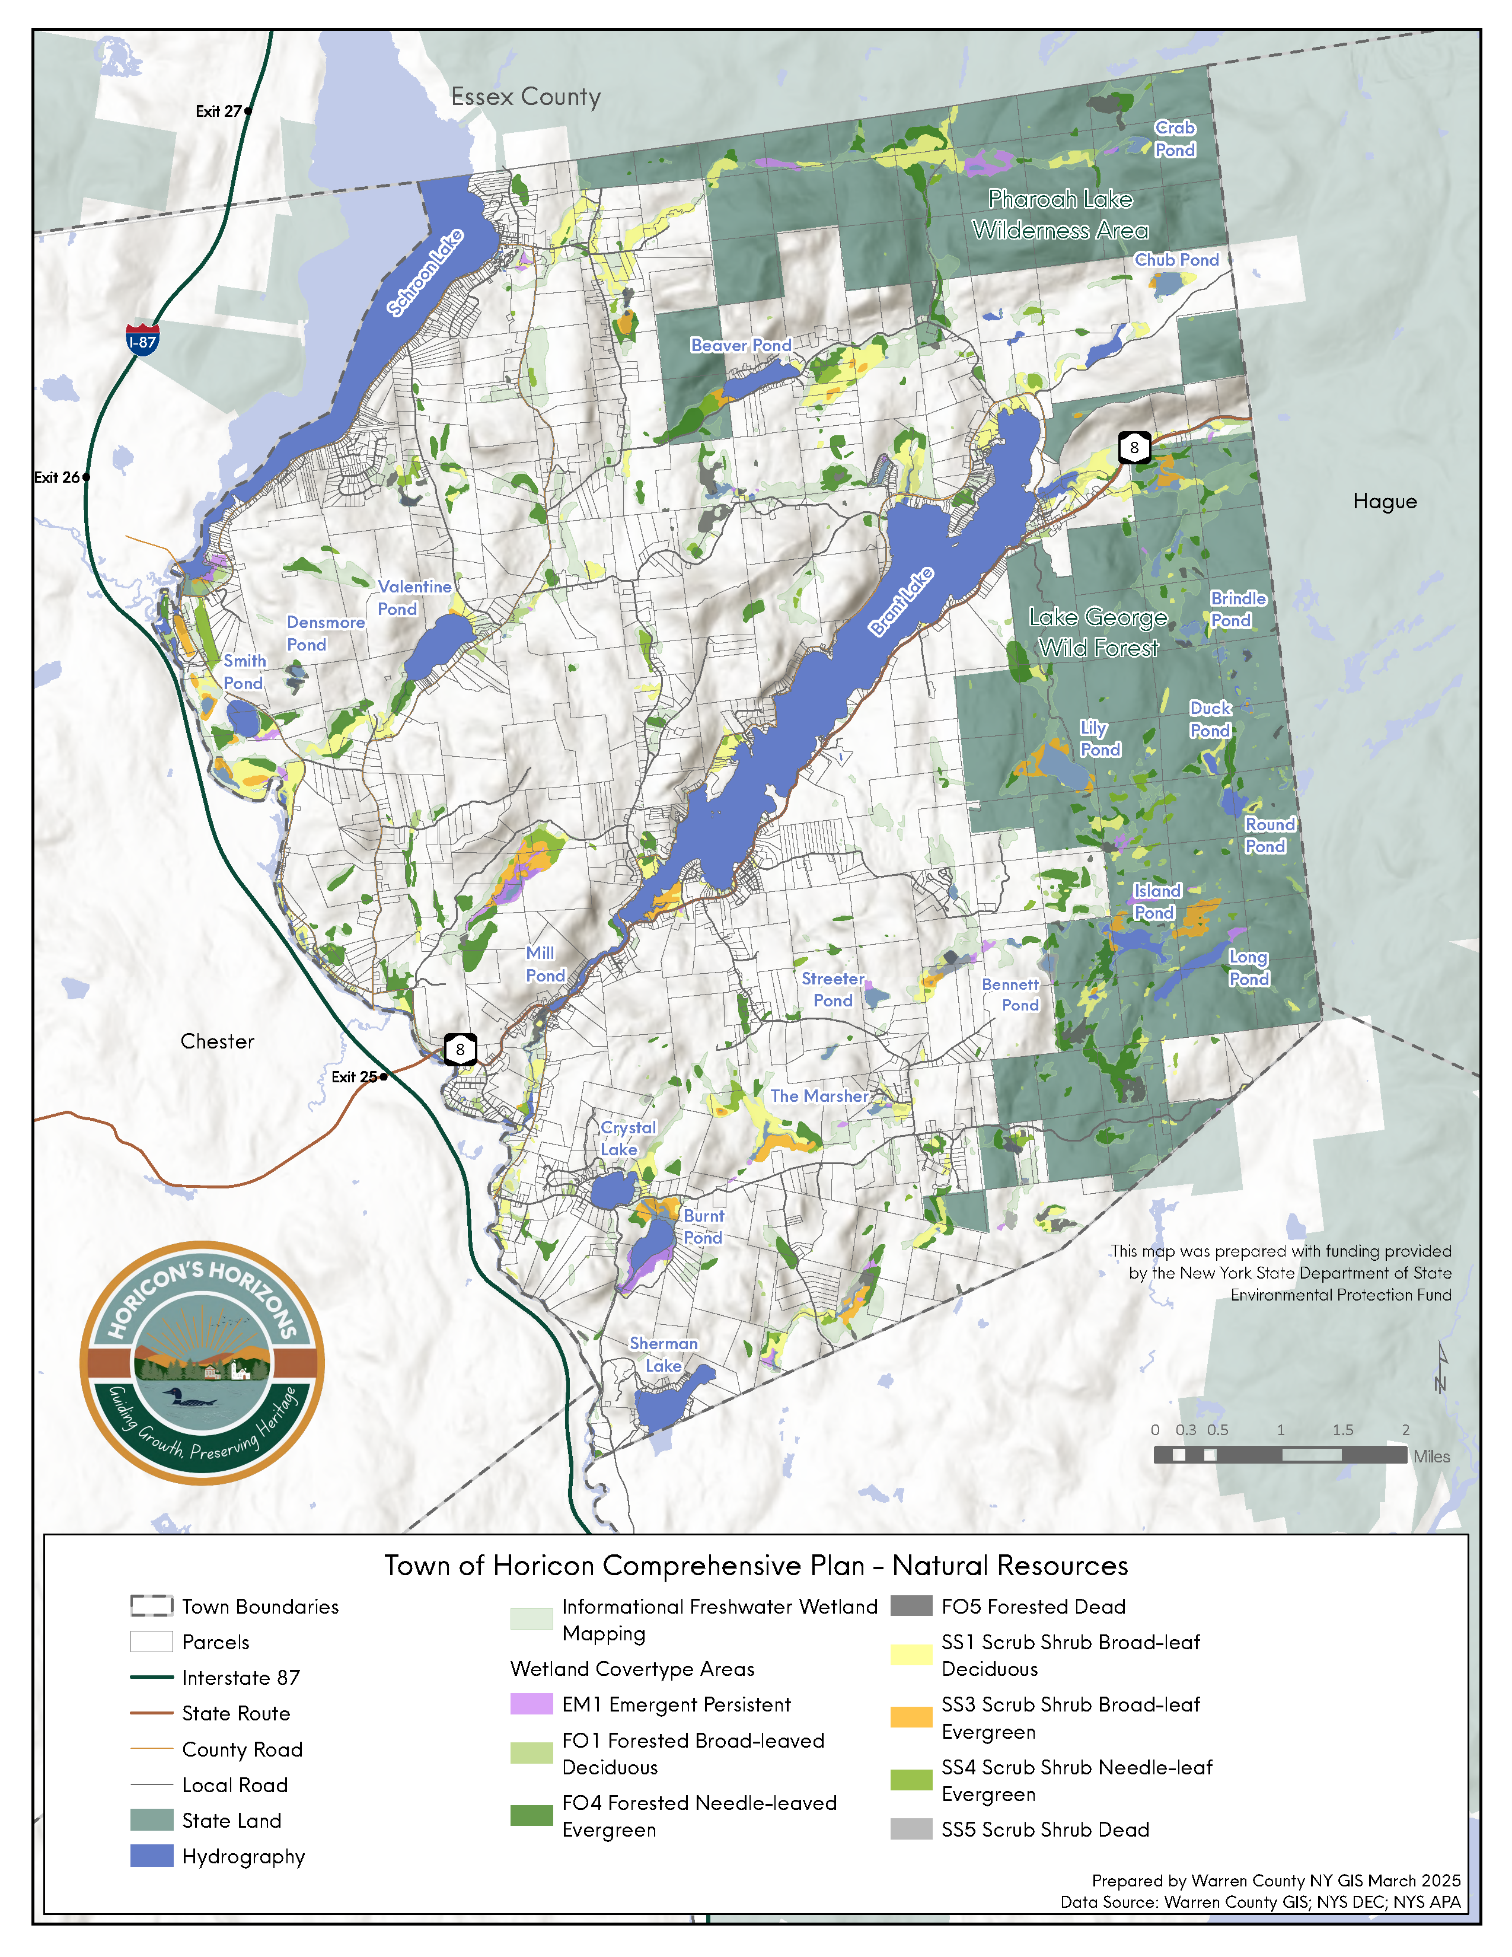 Essex County
Exit 27
Crab
Pond
Pharoah Lake
Wilderness Area
Schroon Lake
Chub Pond
I-87
Beaver Pond
8
Exit 26
Hague
Valentine
Pond
Densmore
Pond
Brant Lake
Brindle
Pond
Lake George
Wild Forest
Smith
Pond
Duck
Pond
Lily
Pond
Round
Pond
Island
Pond
Mill
Pond
Long
Pond
Streeter
Pond
Bennett
Pond
Chester
8
Exit 25
The Marsher
Crystal
Lake
Burnt
Pond
This map was prepared with funding provided
by the New York State Department of State
Environmental Protection Fund
HORICON'S HORIZONS
Guiding Growth, Preserving Heritage
Sherman
Lake
N
0 0.3 0.5 1 1.5 2
Miles
Town of Horicon Comprehensive Plan - Natural Resources
Town Boundaries
Parcels
Interstate 87
State Route
County Road
Local Road
State Land
Hydrography
Informational Freshwater Wetland
Mapping
Wetland Covertype Areas
EM1 Emergent Persistent
FO1 Forested Broad-leaved
Deciduous
FO4 Forested Needle-leaved
Evergreen
FO5 Forested Dead
SS1 Scrub Shrub Broad-leaf
Deciduous
SS3 Scrub Shrub Broad-leaf
Evergreen
SS4 Scrub Shrub Needle-leaf
Evergreen
SS5 Scrub Shrub Dead
Prepared by Warren County NY GIS March 2025
Data Source: Warren County GIS; NYS DEC; NYS APA